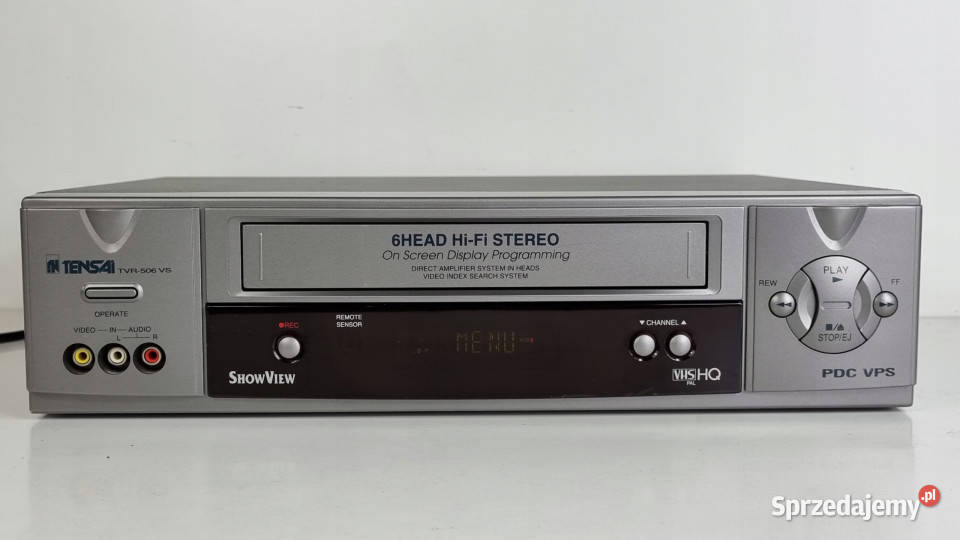 6HEAD Hi-Fi STEREO
On Screen Display Programming
DIRECT AMPLIFIER SYSTEM IN HEADS
VIDEO INDEX SEARCH SYSTEM
TENSAI TVR-506 VS
OPERATE
VIDEO IN AUDIO
L R
REC
REMOTE
SENSOR
MENU
CHANNEL
SHOWVIEW
VHS HQ
PAL
PLAY
REW
FF
STOP/EJ
PDC VPS
Sprzedajemy.pl